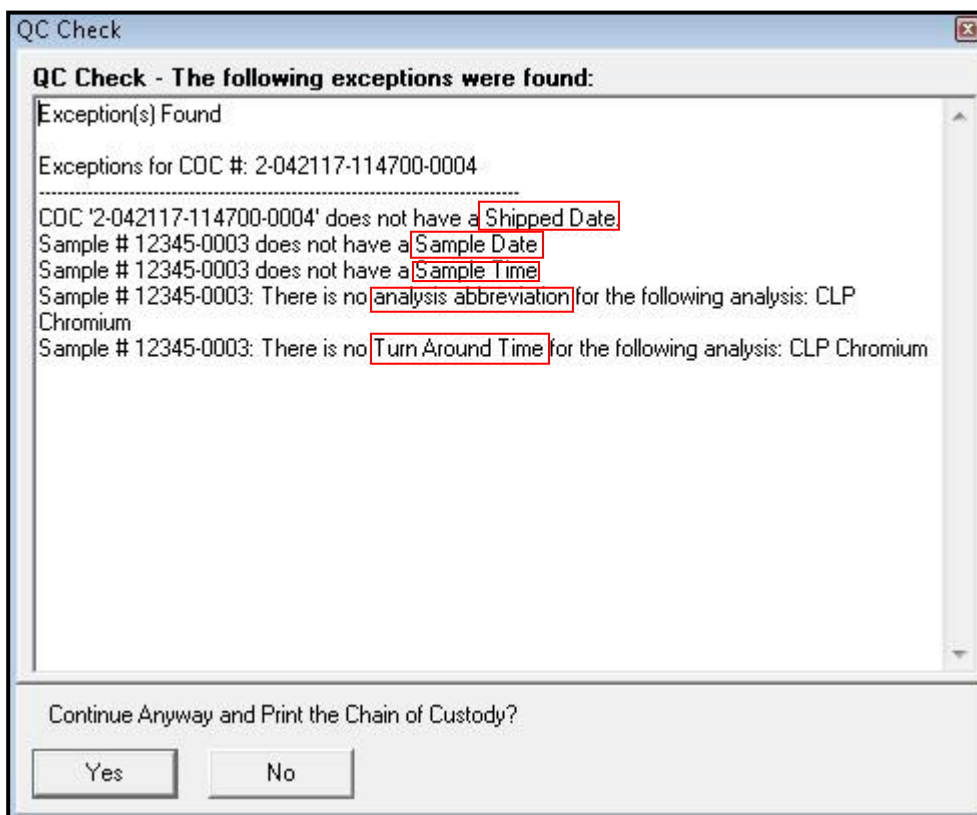 QC Check
QC Check - The following exceptions were found:
Exception(s) Found
Exceptions for COC #: 2-042117-114700-0004
--------------------------------------------------------------------------------
COC '2-042117-114700-0004' does not have a Shipped Date.
Sample # 12345-0003 does not have a Sample Date
Sample # 12345-0003 does not have a Sample Time
Sample # 12345-0003: There is no analysis abbreviation for the following analysis: CLP
Chromium
Sample # 12345-0003: There is no Turn Around Time for the following analysis: CLP Chromium
Continue Anyway and Print the Chain of Custody?
Yes
No